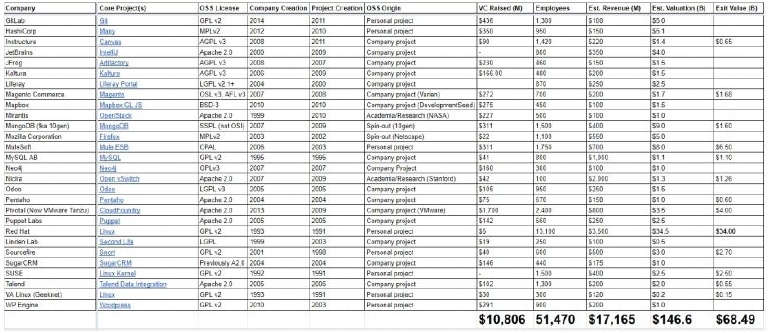 Company Core Project(s) OSS License Company Creation Project Creation OSS Origin VC Raised (M) Employees Est. Revenue (M) Est. Valuation (B) Exit Value (B)
GitLab Git GPL v2 2014 2011 Personal project $436 1,300 $100 $5.0
HashiCorp Many MPLv2 2012 2010 Personal project $350 950 $150 $5.1
Instructure Canvas AGPL v3 2008 2011 Company project $90 1,420 $220 $1.4 $0.65
JetBrains IntelliJ Apache 2.0 2000 2009 Company project - 800 $350 $4.0
JFrog Artifactory AGPL v3 2008 2006 Company project $230 460 $150 $1.5
Kaltura Kaltura AGPL v3 2006 2009 Company project $166.00 480 $200 $1.5
Liferay Liferay Portal LGPL v2 1+ 2004 2000 Company project 870 $250 $2.5
Magento Commerce Magento OSL v3, AFL v3 2007 2008 Company project (Varien) $272 700 $200 $1.7 $1.68
Mapbox Mapbox GL JS BSD-3 2010 2010 Company project (DevelopmentSeed) $275 450 $100 $1.5
Mirantis OpenStack Apache 2.0 1999 2010 Academia/Research (NASA) $227 500 $100
MongoDB (fka 10gen) MongoDB SSPL (not OSI) 2007 2007 Spin-out (10gen) $311 $400 $9.0 $1.60
Mozilla Corporation Firefox MPLv2 2003 2002 Spin-out (Netscape) $22 1,100 $550 $5.0
MuleSoft Mule ESB CPAL 2006 2003 Personal project $311 1,750 $700 $8.0 $6.50
MySQL AB MySQL GPL v2 1995 Company project $41 800 $1,000 $1.1 $1.10
Neo4j Neo4j GPLv3 2007 2007 Company Project $160 300 $100 $1.0
Nicira Open vSwitch Apache 2.0 2007 2009 Academia/Research (Stanford) 100 $2,000 $1.3 $1.26
Odoo Odoo LGPL v3 2005 Company project 950 $250 $1.5
Pentaho Pentaho Apache 2.0 2004 2004 Company project $75 $150 $1.0 $0.60
Pivotal (Now VMware Tanzu) CloudFoundry Apache 2.0 2013 2009 Company project (VMware) $1,700 2,400 $800 $3.5 $4.00
Puppet Labs Puppet Apache 2.0 2005 Company project $142 $250 $2.5
Red Hat Linux GPL v2 1993 1991 Personal project $5 13,100 $3,500 $34.5 $34.00
Linden Lab Second Life LGPL 1999 2003 Company project $19 250 $100 $0.5
Sourcefire Snort GPL v2 2001 1998 Personal project 600 $500 $3.0 $2.70
SugarCRM SugarCRM Previously A2.0 2004 2004 Company project $146 440 $175 $1.0
SUSE Linux Kernel GPL v2 1992 1991 Personal project - 1,500 $400 $2.5 $2.50
Talend Talend Data Integration Apache 2.0 2005 Company project $102 1,300 $200 $2.0 $0.55
VA Linux (Geeknet) Linux GPL v2 1993 1991 Personal project 300 $120 $0.2 $0.15
WP Engine Wordpress GPL v2 2010 2003 Personal project $291 900 $200 $1.0
$10,806 51,470 $17,165 $146.6 $68.49